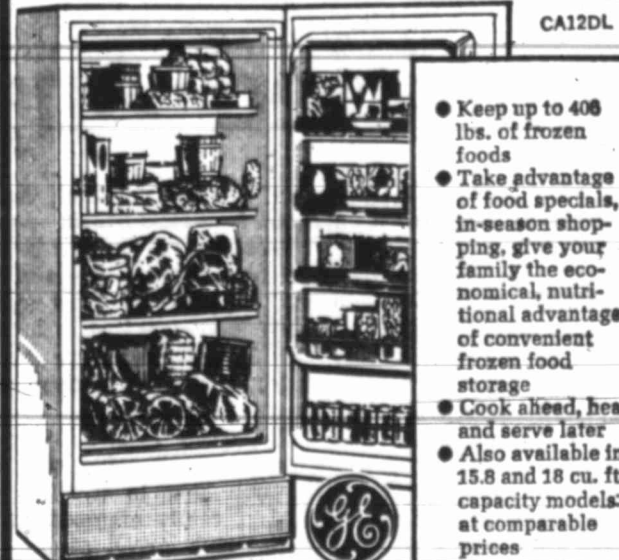 CA12DL
● Keep up to 406
lbs. of frozen
foods
● Take advantage
of food specials,
in-season shop-
ping, give your
family the eco-
nomical, nutri-
tional advantage
of convenient
frozen food
storage
● Cook ahead, hea
and serve later
● Also available in
15.8 and 18 cu. ft
capacity models
at comparable
prices
GE